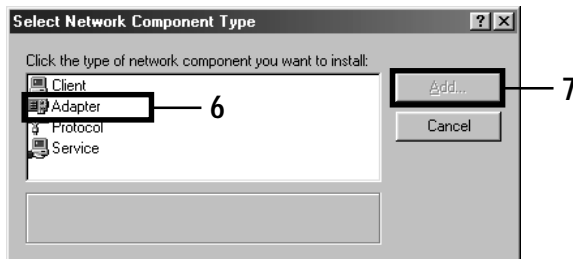 Select Network Component Type
Click the type of network component you want to install:
Client
Adapter
6
Protocol
Service
Add...
7
Cancel